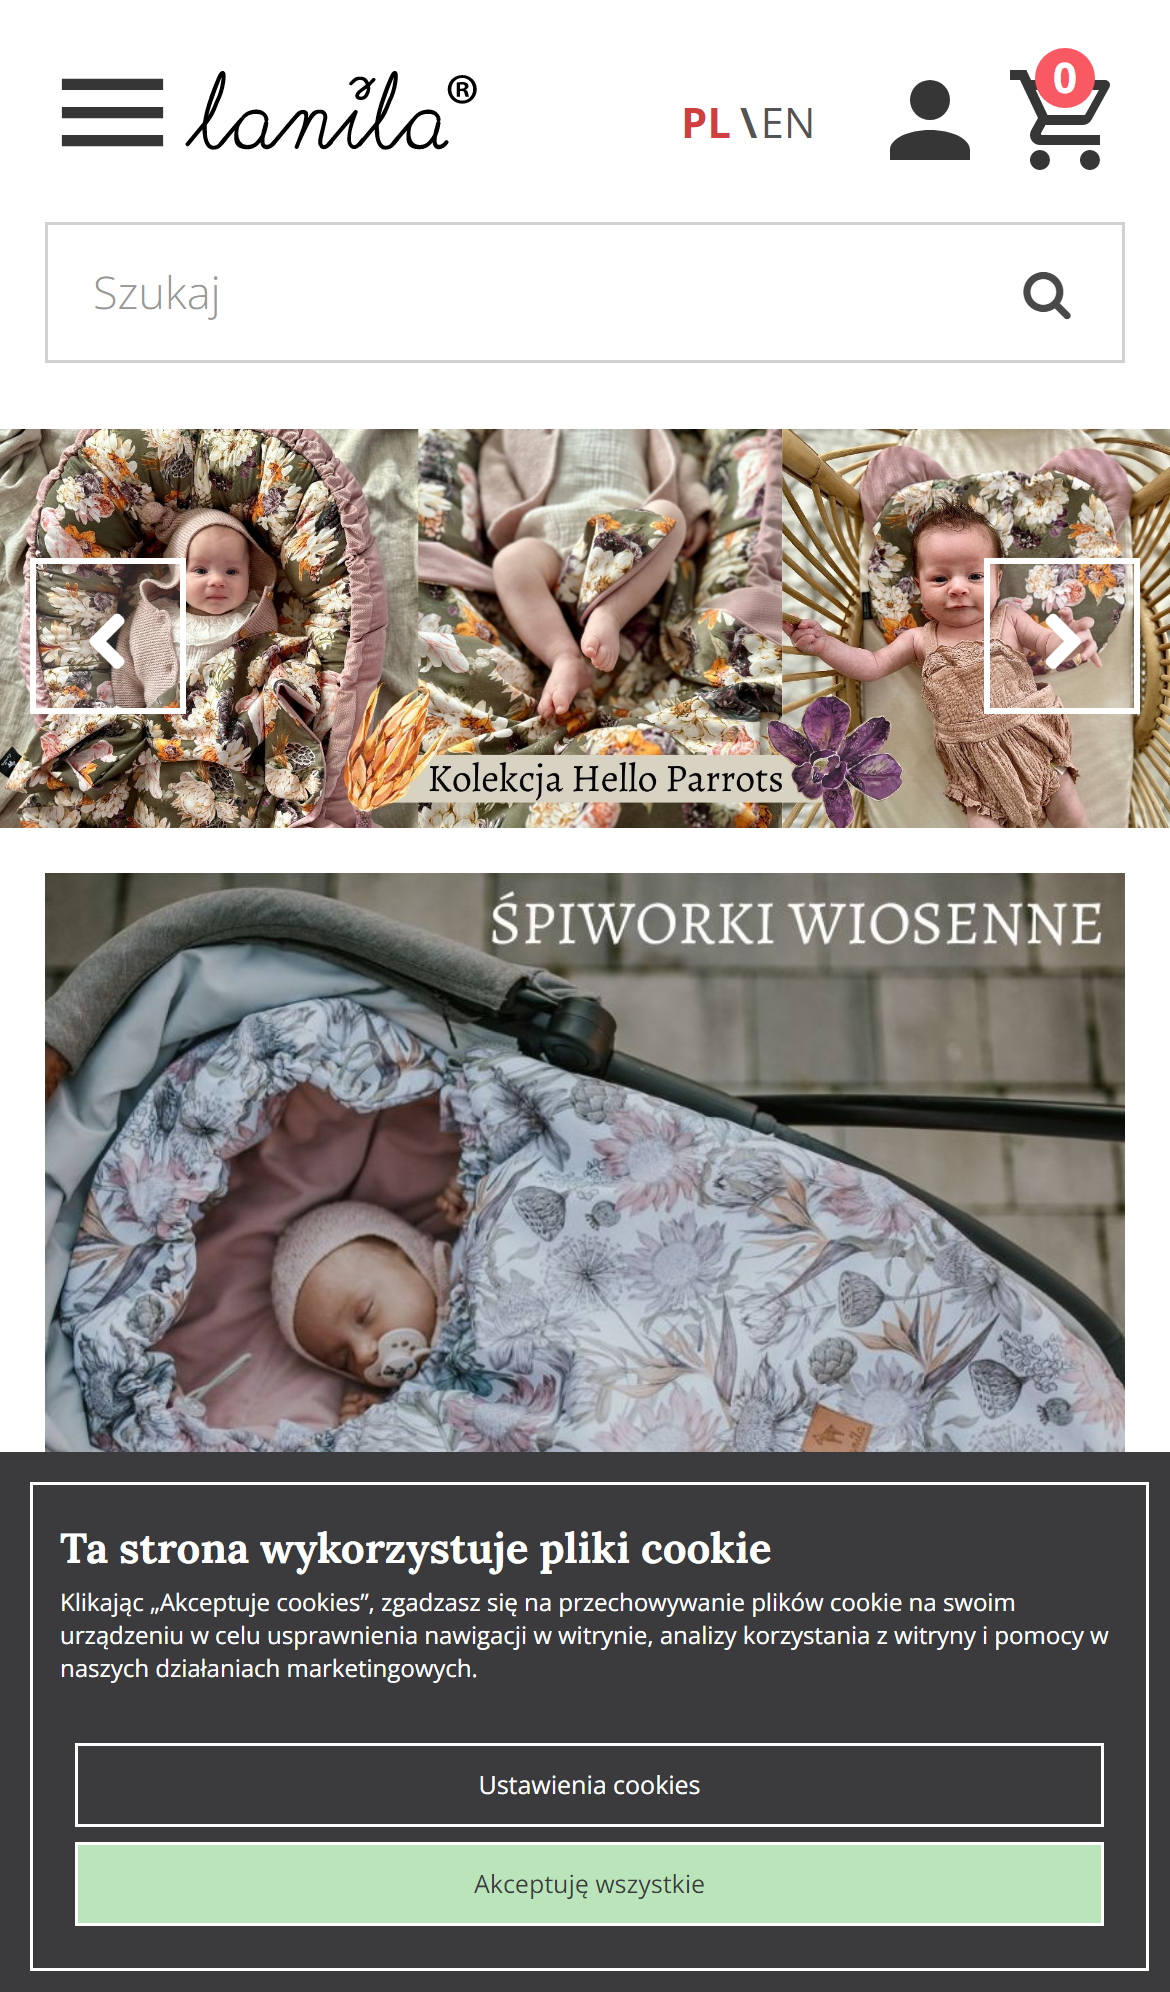 lanila®
PL \ EN
0
Szukaj
Kolekcja Hello Parrots
ŚPIWORKI WIOSENNE
Ta strona wykorzystuje pliki cookie
Klikając „Akceptuje cookies”, zgadzasz się na przechowywanie plików cookie na swoim
urządzeniu w celu usprawnienia nawigacji w witrynie, analizy korzystania z witryny i pomocy w
naszych działaniach marketingowych.
Ustawienia cookies
Akceptuję wszystkie